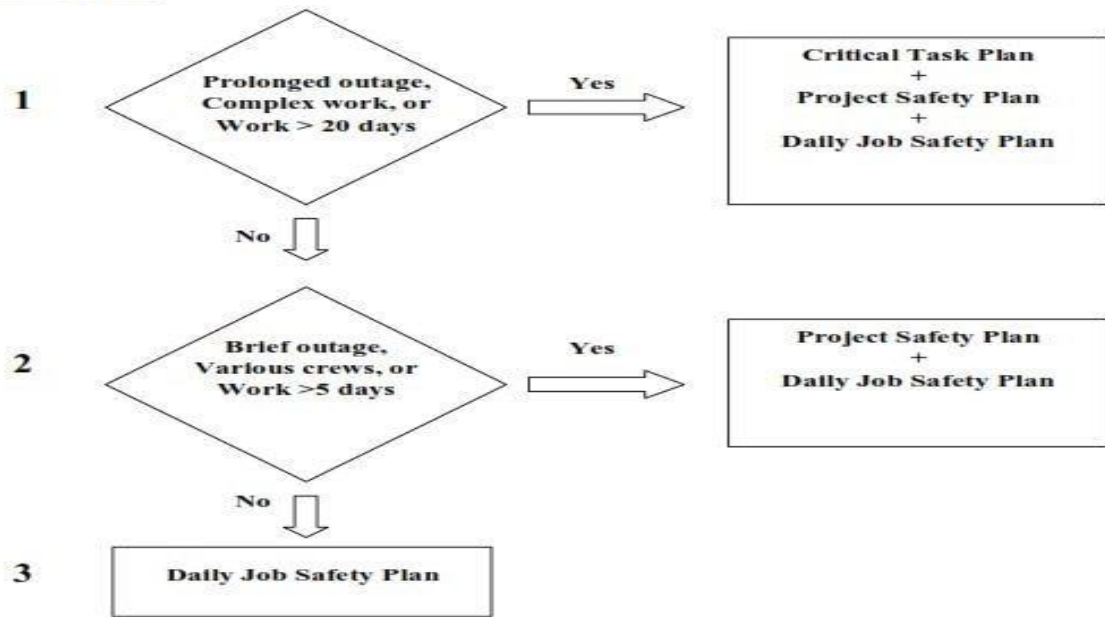 1
Prolonged outage,
Complex work, or
Work > 20 days
Yes
Critical Task Plan
+
Project Safety Plan
+
Daily Job Safety Plan
No
2
Brief outage,
Various crews, or
Work >5 days
Yes
Project Safety Plan
+
Daily Job Safety Plan
No
3
Daily Job Safety Plan